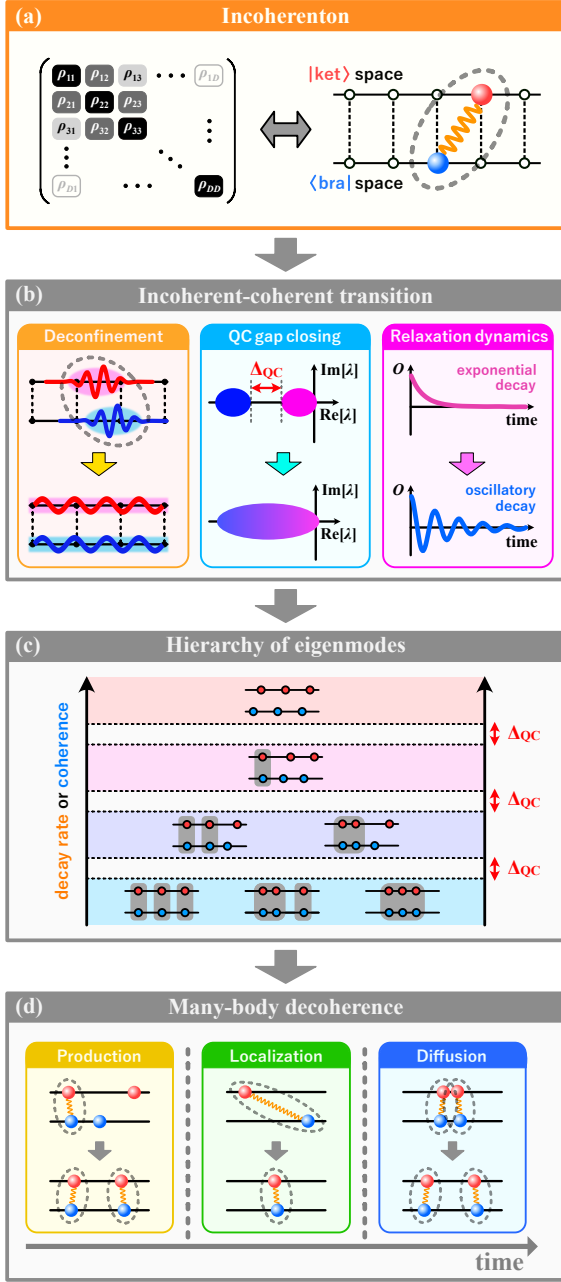 (a) Incoherenton
ρ₁₁ ρ₁₂ ρ₁₃ ··· ρ₁D
ρ₂₁ ρ₂₂ ρ₂₃
ρ₃₁ ρ₃₂ ρ₃₃
ρD₁ ··· ρDD
|ket⟩ space
⟨bra| space
(b) Incoherent-coherent transition
Deconfinement
QC gap closing
ΔQC
Im[λ]
Re[λ]
Im[λ]
Re[λ]
Relaxation dynamics
O
exponential
decay
time
O
oscillatory
decay
time
(c) Hierarchy of eigenmodes
decay rate or coherence
ΔQC
ΔQC
ΔQC
(d) Many-body decoherence
Production
Localization
Diffusion
time